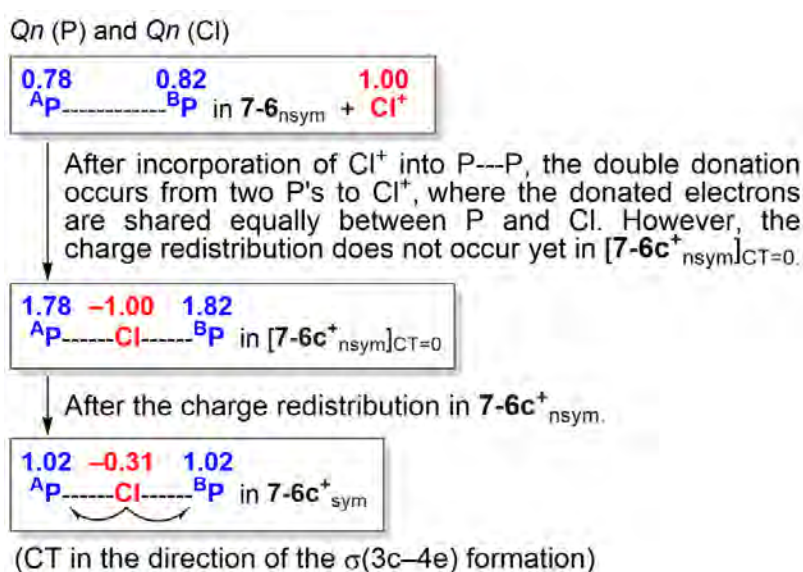 Qn (P) and Qn (Cl)
0.78 0.82 1.00
ᴬP------------ᴮP in 7-6ₙₛᵧₘ + Cl⁺
After incorporation of Cl⁺ into P---P, the double donation
occurs from two P's to Cl⁺, where the donated electrons
are shared equally between P and Cl. However, the
charge redistribution does not occur yet in [7-6c⁺nsym]CT=0.
1.78 –1.00 1.82
ᴬP------Cl------ᴮP in [7-6c⁺nsym]CT=0
After the charge redistribution in 7-6c⁺nsym.
1.02 –0.31 1.02
ᴬP------Cl------ᴮP in 7-6c⁺sym
(CT in the direction of the σ(3c–4e) formation)